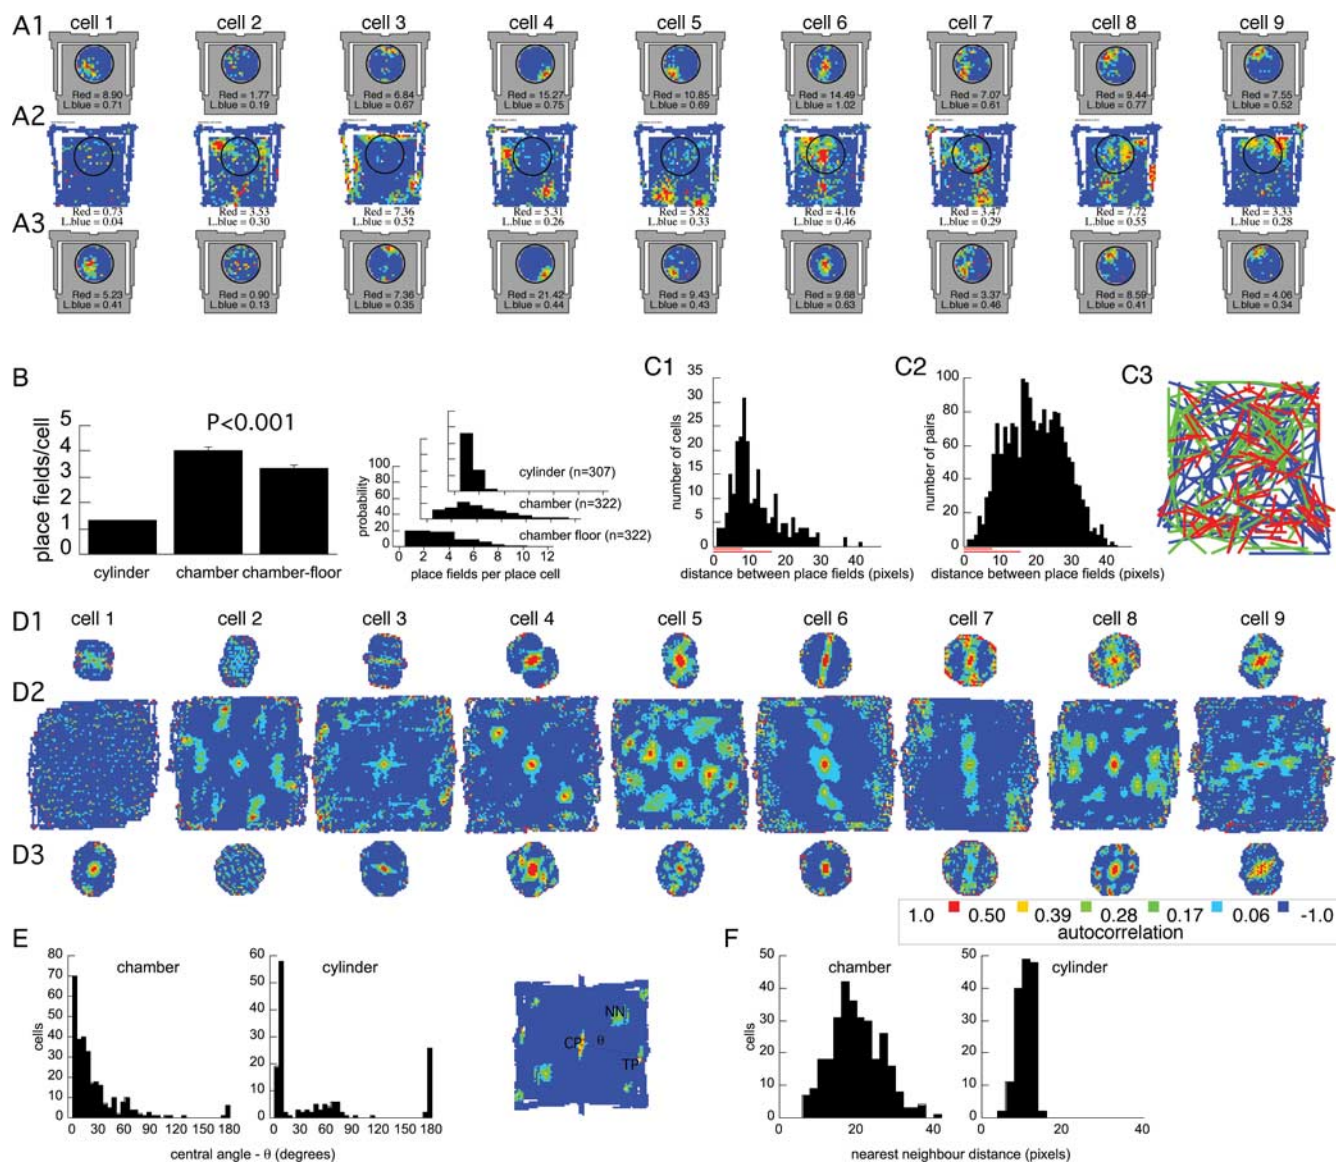 A1 cell 1 cell 2 cell 3 cell 4 cell 5 cell 6 cell 7 cell 8 cell 9
Red = 8.90 Red = 1.77 Red = 6.84 Red = 15.27 Red = 10.85 Red = 14.49 Red = 7.07 Red = 9.44 Red = 7.55
L.blue = 0.71 L.blue = 0.19 L.blue = 0.67 L.blue = 0.75 L.blue = 0.69 L.blue = 1.02 L.blue = 0.61 L.blue = 0.77 L.blue = 0.52
A2
Red = 0.73 Red = 3.53 Red = 7.36 Red = 5.31 Red = 5.82 Red = 4.16 Red = 3.47 Red = 7.72 Red = 3.33
L.blue = 0.04 L.blue = 0.30 L.blue = 0.52 L.blue = 0.26 L.blue = 0.33 L.blue = 0.46 L.blue = 0.29 L.blue = 0.55 L.blue = 0.28
A3
Red = 5.23 Red = 0.90 Red = 7.36 Red = 21.42 Red = 9.43 Red = 9.68 Red = 3.37 Red = 8.59 Red = 4.06
L.blue = 0.41 L.blue = 0.13 L.blue = 0.35 L.blue = 0.44 L.blue = 0.43 L.blue = 0.63 L.blue = 0.46 L.blue = 0.41 L.blue = 0.34
B
place fields/cell
5
4
3
2
1
0
P<0.001
cylinder chamber chamber-floor
probability
100
80
60
40
20
0
cylinder (n=307)
chamber (n=322)
chamber floor (n=322)
0 2 4 6 8 10 12
place fields per place cell
C1
number of cells
35
30
25
20
15
10
5
0
0 10 20 30 40
distance between place fields (pixels)
C2
number of pairs
100
80
60
40
20
0
0 10 20 30 40
distance between place fields (pixels)
C3
D1 cell 1 cell 2 cell 3 cell 4 cell 5 cell 6 cell 7 cell 8 cell 9
D2
D3
1.0 0.50 0.39 0.28 0.17 0.06 -1.0
autocorrelation
E
cells
80
70
60
50
40
30
20
10
0
chamber
0 30 60 90 120 150 180
60
50
40
30
20
10
0
cylinder
0 30 60 90 120 150 180
central angle - θ (degrees)
NN
CP θ
TP
F
cells
50
40
30
20
10
0
chamber
0 20 40
50
40
30
20
10
0
cylinder
0 20 40
nearest neighbour distance (pixels)